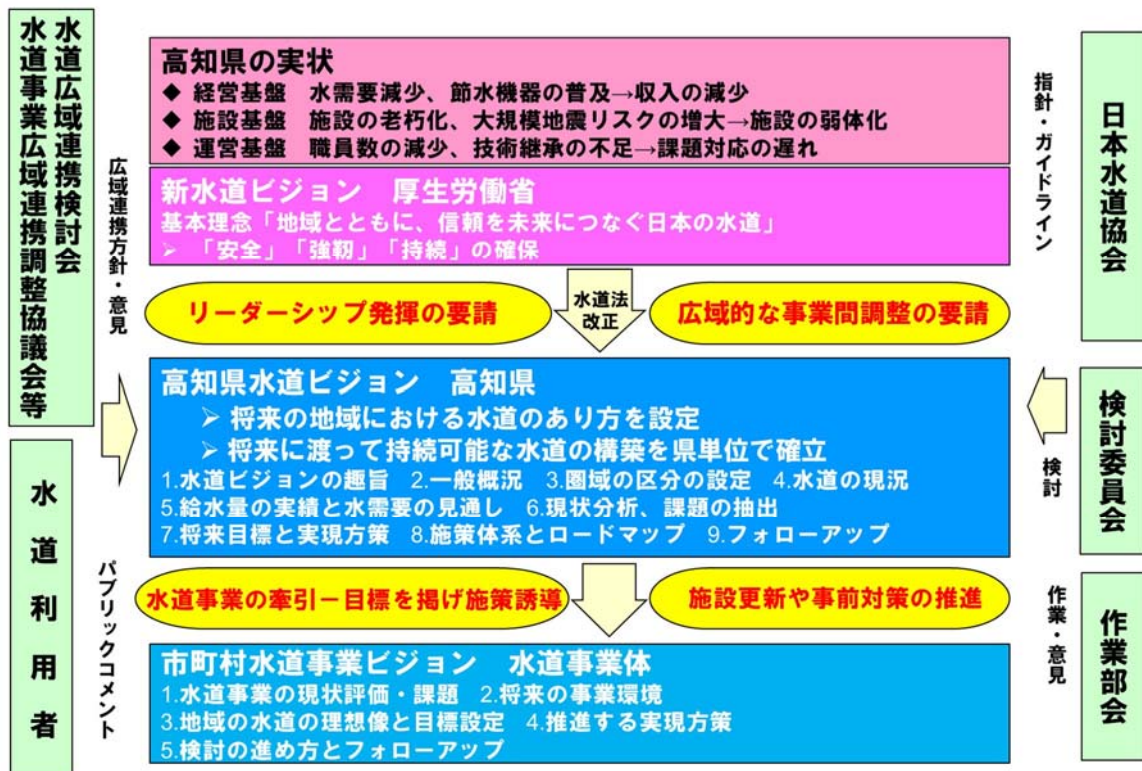 水道広域連携検討会
水道事業広域連携調整協議会等
広域連携方針・意見
水道利用者
パブリックコメント
高知県の実状
◆ 経営基盤　水需要減少、節水機器の普及→収入の減少
◆ 施設基盤　施設の老朽化、大規模地震リスクの増大→施設の弱体化
◆ 運営基盤　職員数の減少、技術継承の不足→課題対応の遅れ
新水道ビジョン　厚生労働省
基本理念「地域とともに、信頼を未来につなぐ日本の水道」
➢ 「安全」「強靭」「持続」の確保
リーダーシップ発揮の要請
水道法
改正
広域的な事業間調整の要請
高知県水道ビジョン　高知県
➢ 将来の地域における水道のあり方を設定
➢ 将来に渡って持続可能な水道の構築を県単位で確立
1.水道ビジョンの趣旨　2.一般概況　3.圏域の区分の設定　4.水道の現況
5.給水量の実績と水需要の見通し　6.現状分析、課題の抽出
7.将来目標と実現方策　8.施策体系とロードマップ　9.フォローアップ
水道事業の牽引－目標を掲げ施策誘導
施設更新や事前対策の推進
市町村水道事業ビジョン　水道事業体
1.水道事業の現状評価・課題　2.将来の事業環境
3.地域の水道の理想像と目標設定　4.推進する実現方策
5.検討の進め方とフォローアップ
指針・ガイドライン
日本水道協会
検討委員会
検討
作業・意見
作業部会